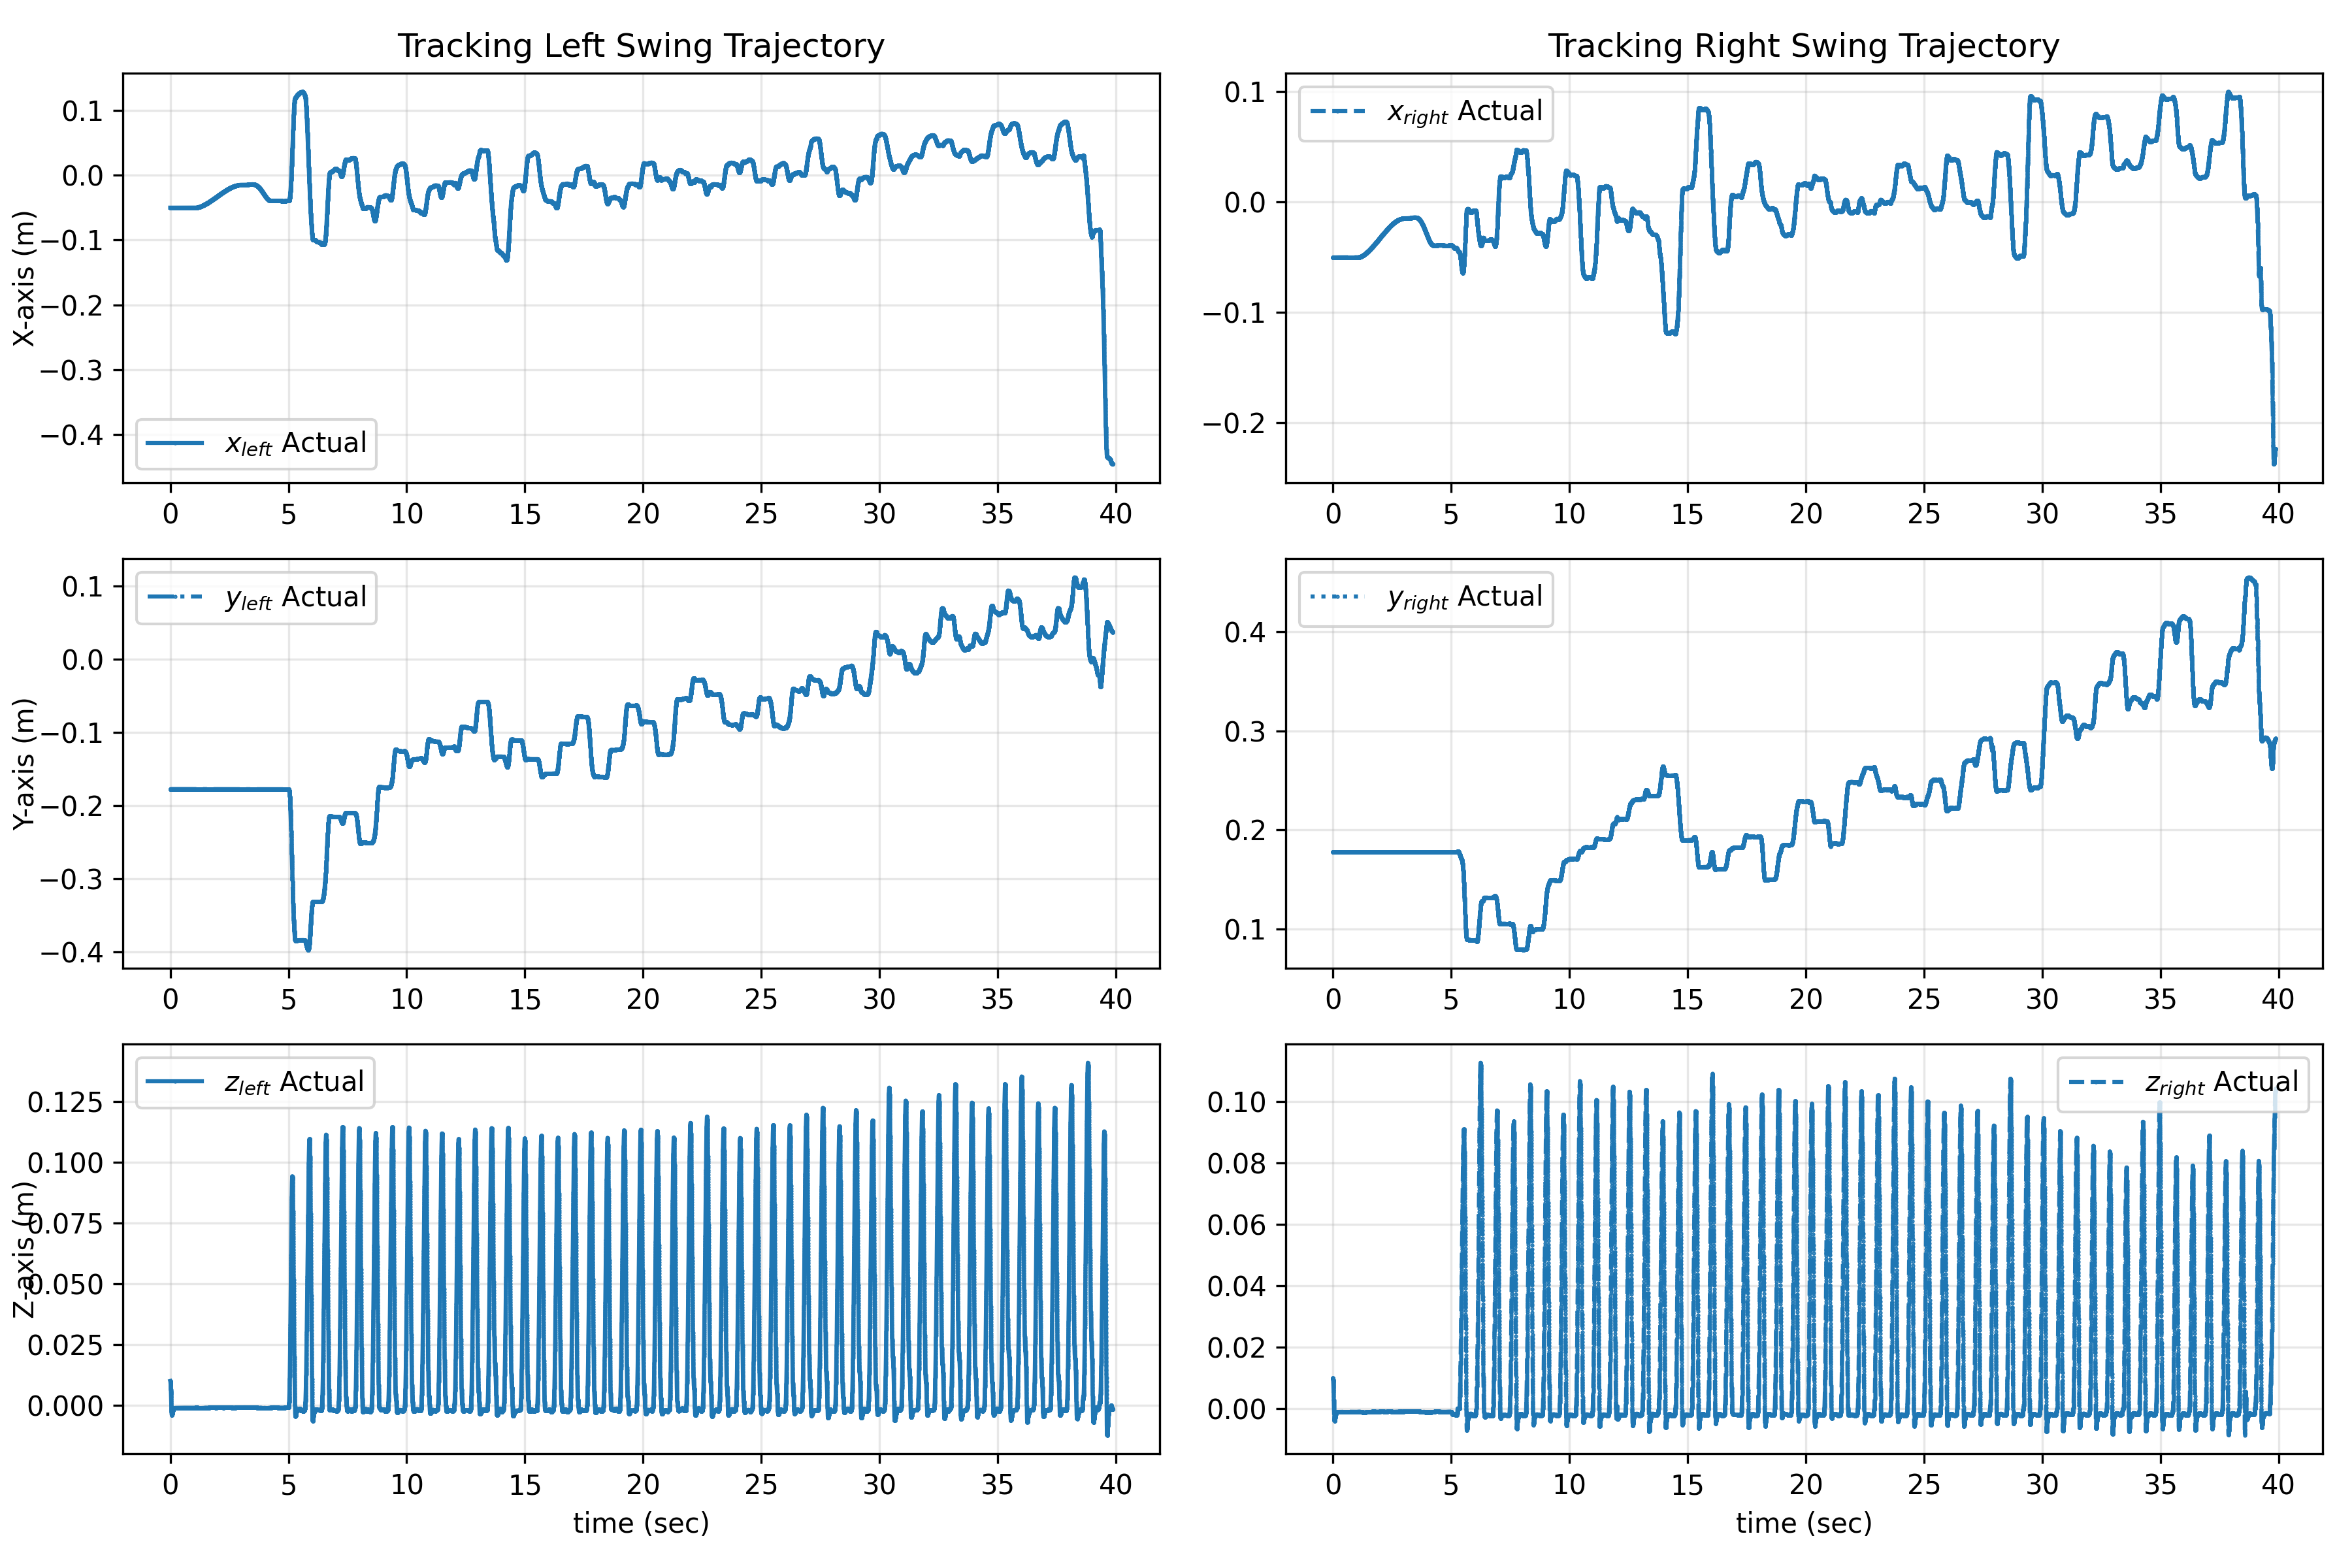 Tracking Left Swing Trajectory
Tracking Right Swing Trajectory
X-axis (m)
0.1
0.0
−0.1
−0.2
−0.3
−0.4
x_left Actual
0 5 10 15 20 25 30 35 40
0.1
0.0
−0.1
−0.2
x_right Actual
0 5 10 15 20 25 30 35 40
Y-axis (m)
0.1
0.0
−0.1
−0.2
−0.3
−0.4
y_left Actual
0 5 10 15 20 25 30 35 40
0.4
0.3
0.2
0.1
y_right Actual
0 5 10 15 20 25 30 35 40
Z-axis (m)
0.125
0.100
0.075
0.050
0.025
0.000
z_left Actual
0 5 10 15 20 25 30 35 40
time (sec)
0.10
0.08
0.06
0.04
0.02
0.00
z_right Actual
0 5 10 15 20 25 30 35 40
time (sec)